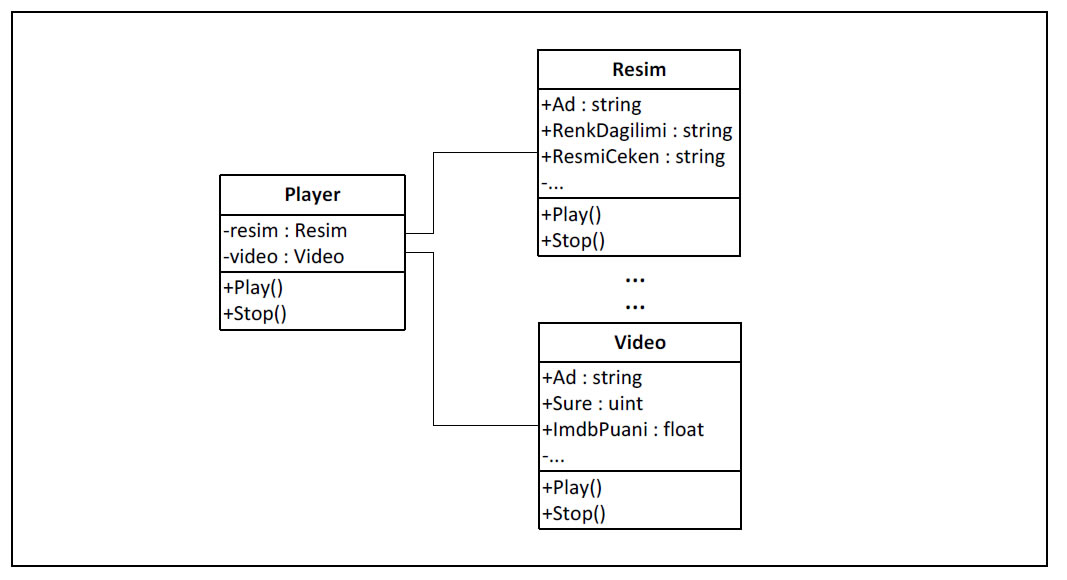 Player
-resim : Resim
-video : Video
+Play()
+Stop()
Resim
+Ad : string
+RenkDagilimi : string
+ResmiCeken : string
-...
+Play()
+Stop()
...
...
Video
+Ad : string
+Sure : uint
+ImdbPuani : float
-...
+Play()
+Stop()